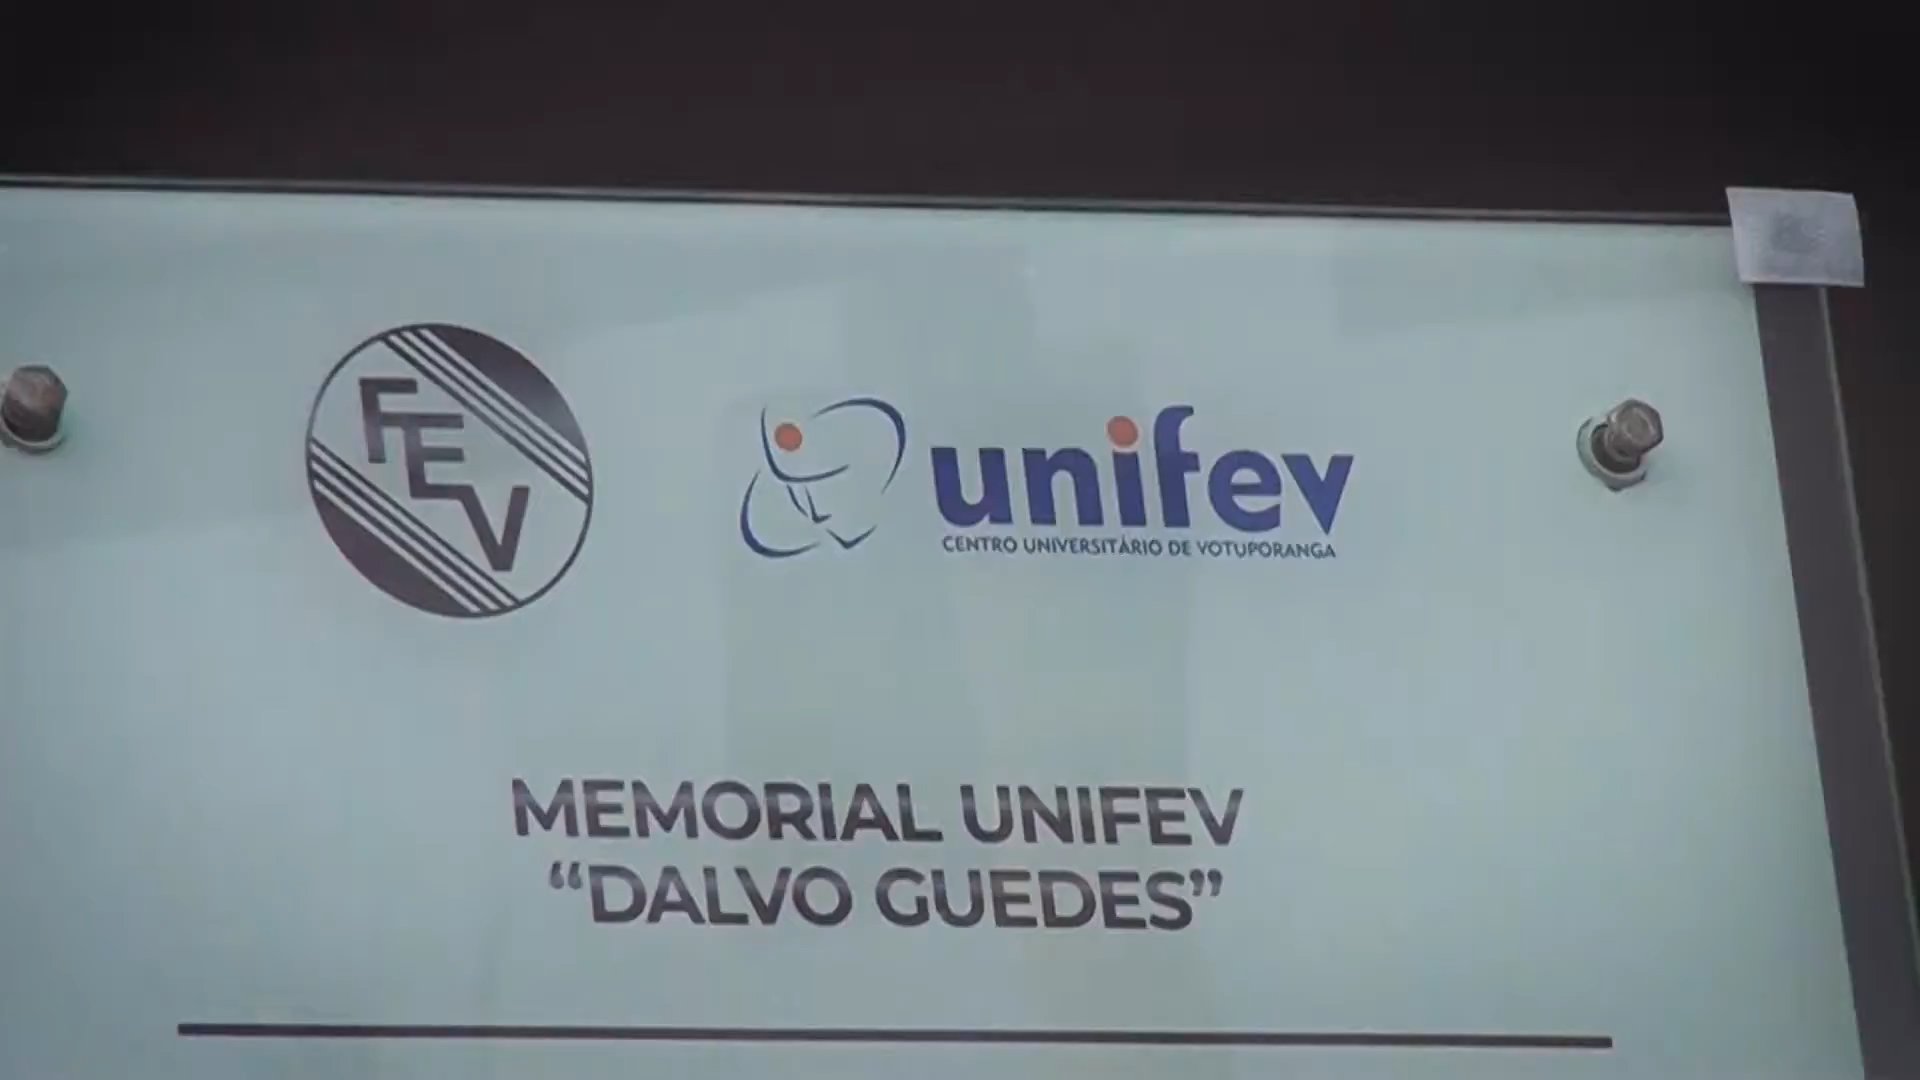 FEV
unifev
CENTRO UNIVERSITÁRIO DE VOTUPORANGA
MEMORIAL UNIFEV
“DALVO GUEDES”